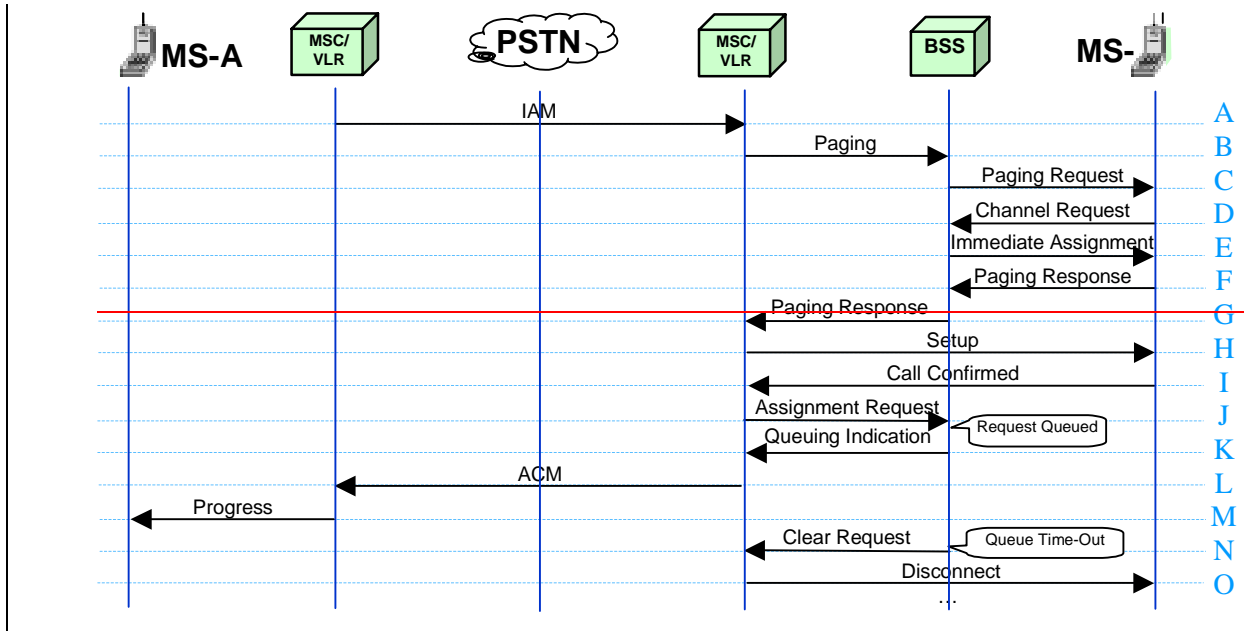 MS-A
MSC/
VLR
PSTN
MSC/
VLR
BSS
MS-
IAM
A
Paging
B
Paging Request
C
Channel Request
D
Immediate Assignment
E
Paging Response
F
Paging Response
G
Setup
H
Call Confirmed
I
Assignment Request
J
Request Queued
Queuing Indication
K
ACM
L
Progress
M
Clear Request
Queue Time-Out
N
Disconnect
O
…